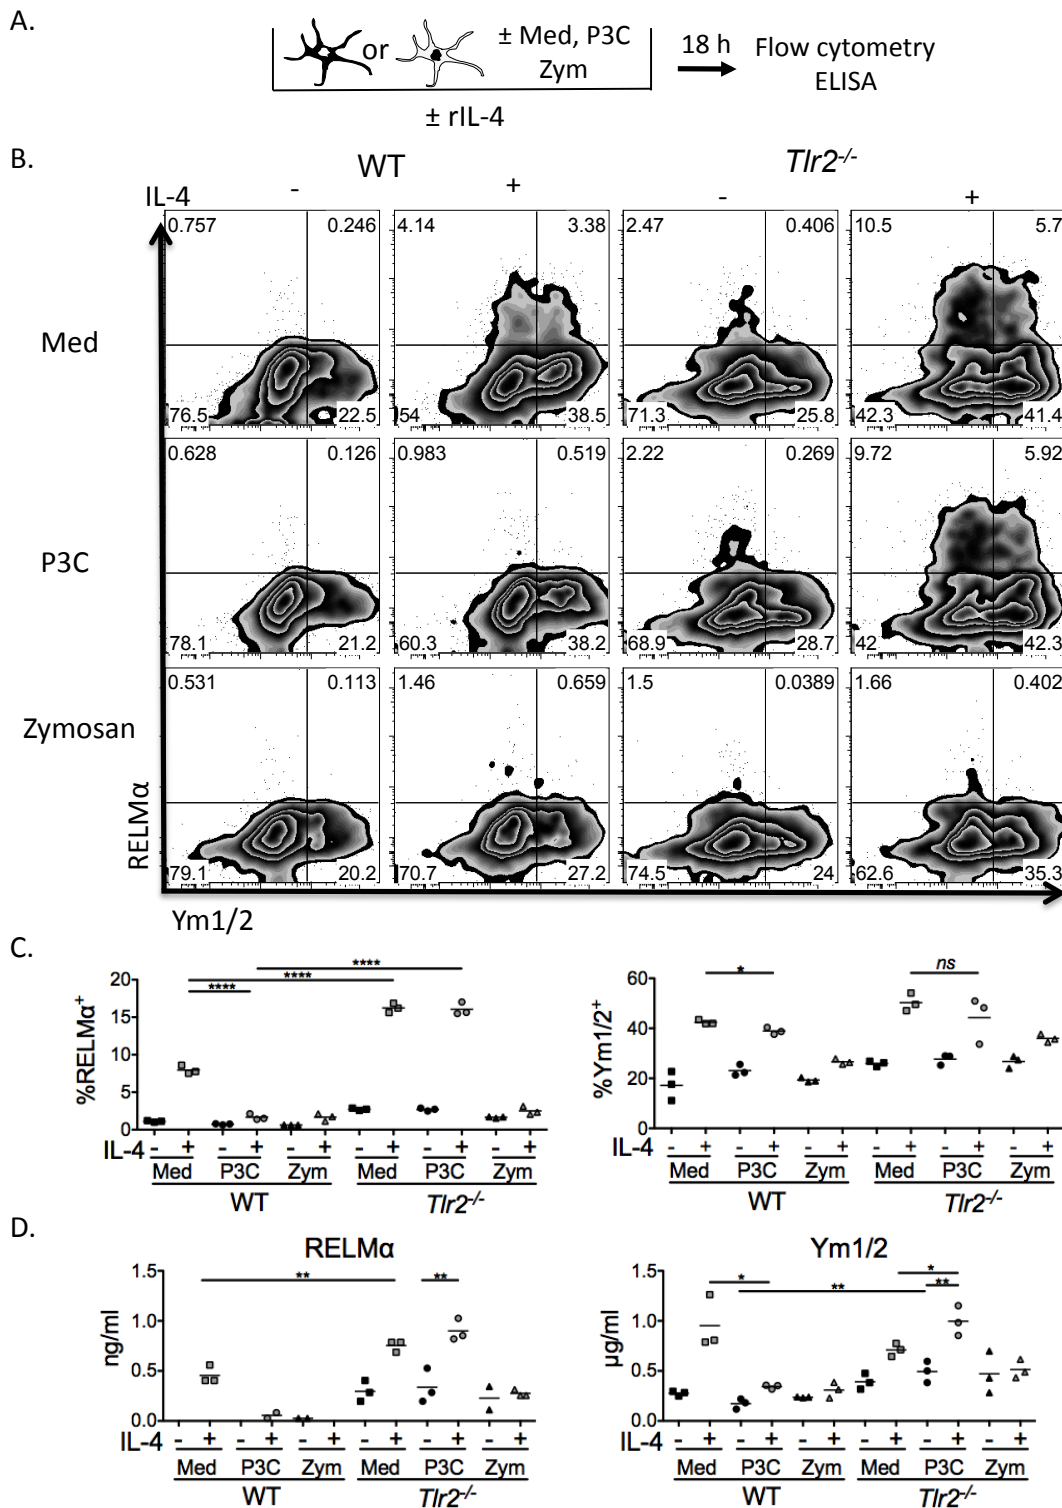 A.
or
± Med, P3C
Zym
± rIL-4
18 h
Flow cytometry
ELISA
B.
WT
Tlr2-/-
IL-4
-
+
-
+
Med
0.757
0.246
76.5
22.5
4.14
3.38
54
38.5
2.47
0.406
71.3
25.8
10.5
5.7
42.3
41.4
P3C
0.628
0.126
78.1
21.2
0.983
0.519
60.3
38.2
2.22
0.269
68.9
28.7
9.72
5.92
42
42.3
Zymosan
0.531
0.113
79.1
20.2
1.46
0.659
70.7
27.2
1.5
0.0389
74.5
24
1.66
0.402
62.6
35.3
RELMα
Ym1/2
C.
%RELMα+
20
15
10
5
0
****
****
****
IL-4 - + - + - + - + - + - +
Med P3C Zym Med P3C Zym
WT Tlr2-/-
%Ym1/2+
60
40
20
0
*
ns
IL-4 - + - + - + - + - + - +
Med P3C Zym Med P3C Zym
WT Tlr2-/-
D.
RELMα
ng/ml
1.5
1.0
0.5
0.0
**
**
IL-4 - + - + - + - + - + - +
Med P3C Zym Med P3C Zym
WT Tlr2-/-
Ym1/2
µg/ml
1.5
1.0
0.5
0.0
*
**
*
**
IL-4 - + - + - + - + - + - +
Med P3C Zym Med P3C Zym
WT Tlr2-/-